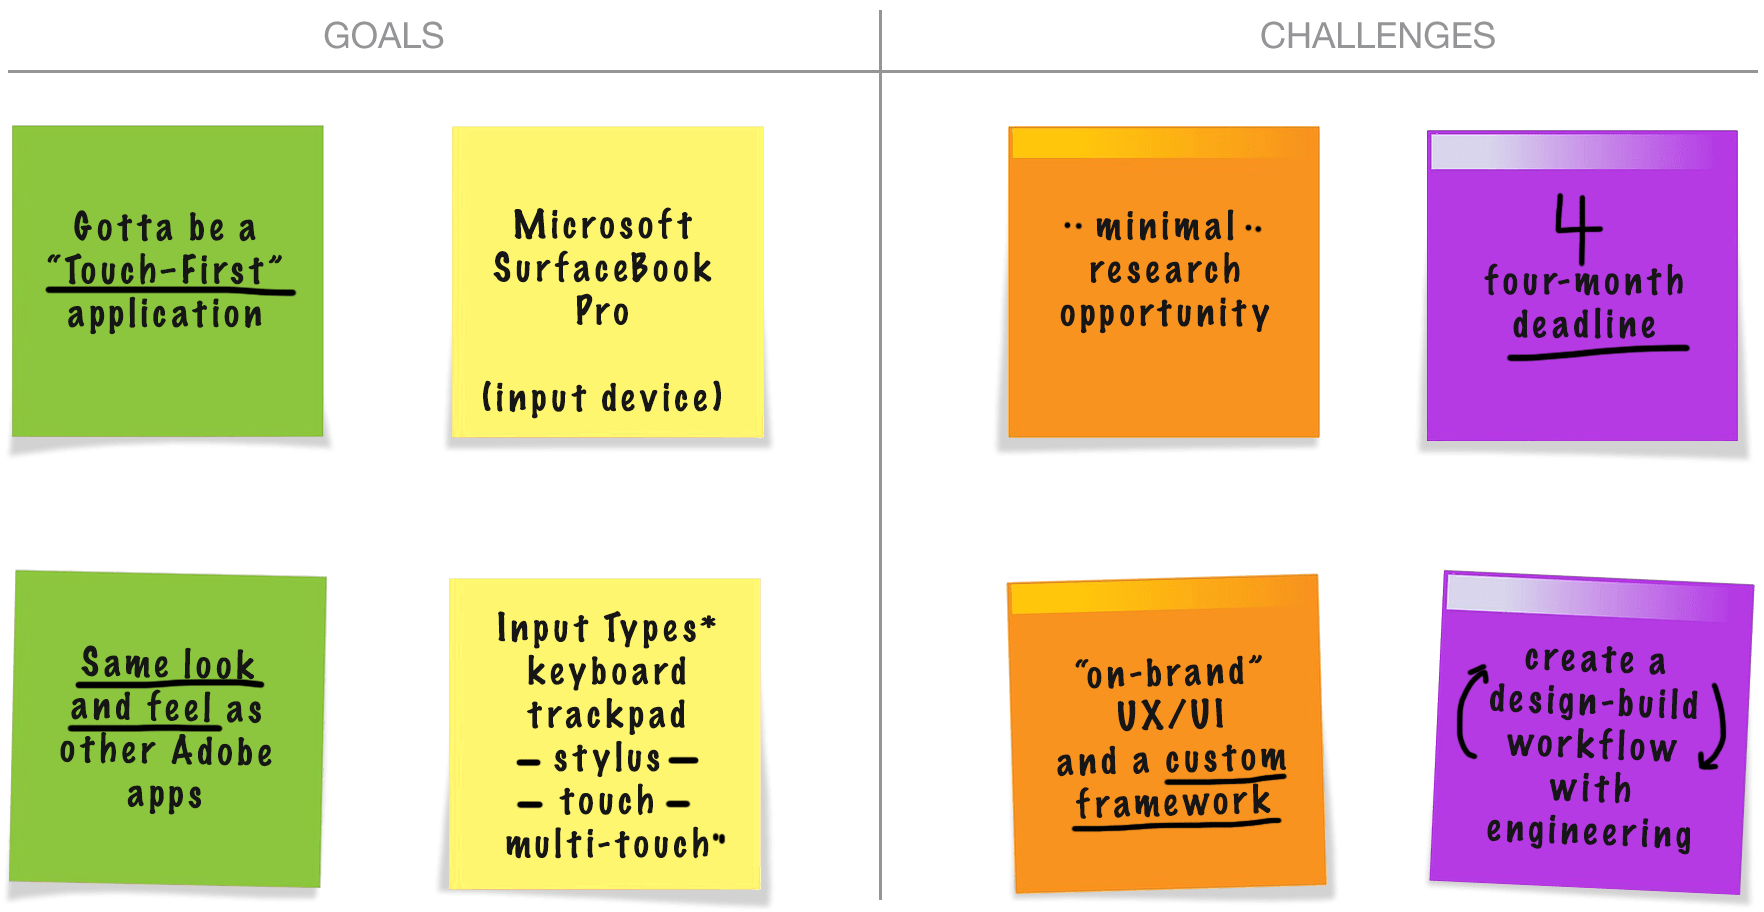 GOALS
CHALLENGES
Gotta be a
“Touch-First”
application
Microsoft
SurfaceBook
Pro
(input device)
·· minimal ··
research
opportunity
4
four-month
deadline
Same look
and feel as
other Adobe
apps
Input Types*
keyboard
trackpad
— stylus —
— touch —
multi-touch"
“on-brand”
UX/UI
and a custom
framework
create a
design-build
workflow
with
engineering